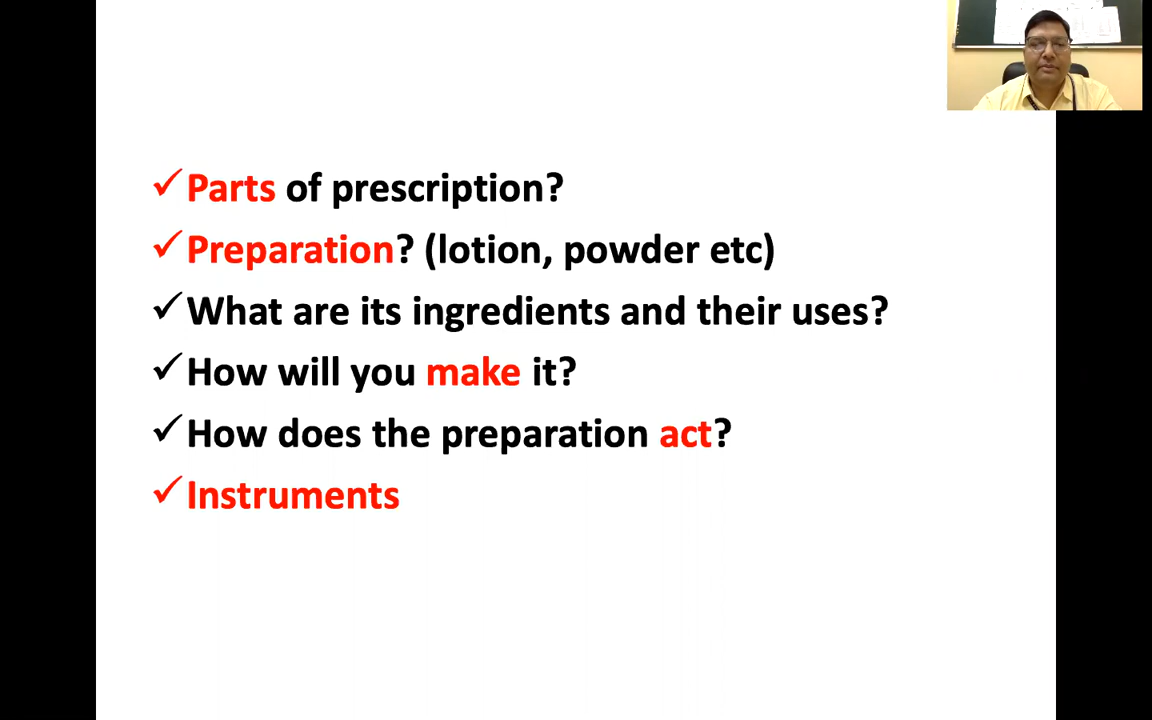 ✓Parts of prescription?
✓Preparation? (lotion, powder etc)
✓What are its ingredients and their uses?
✓How will you make it?
✓How does the preparation act?
✓Instruments